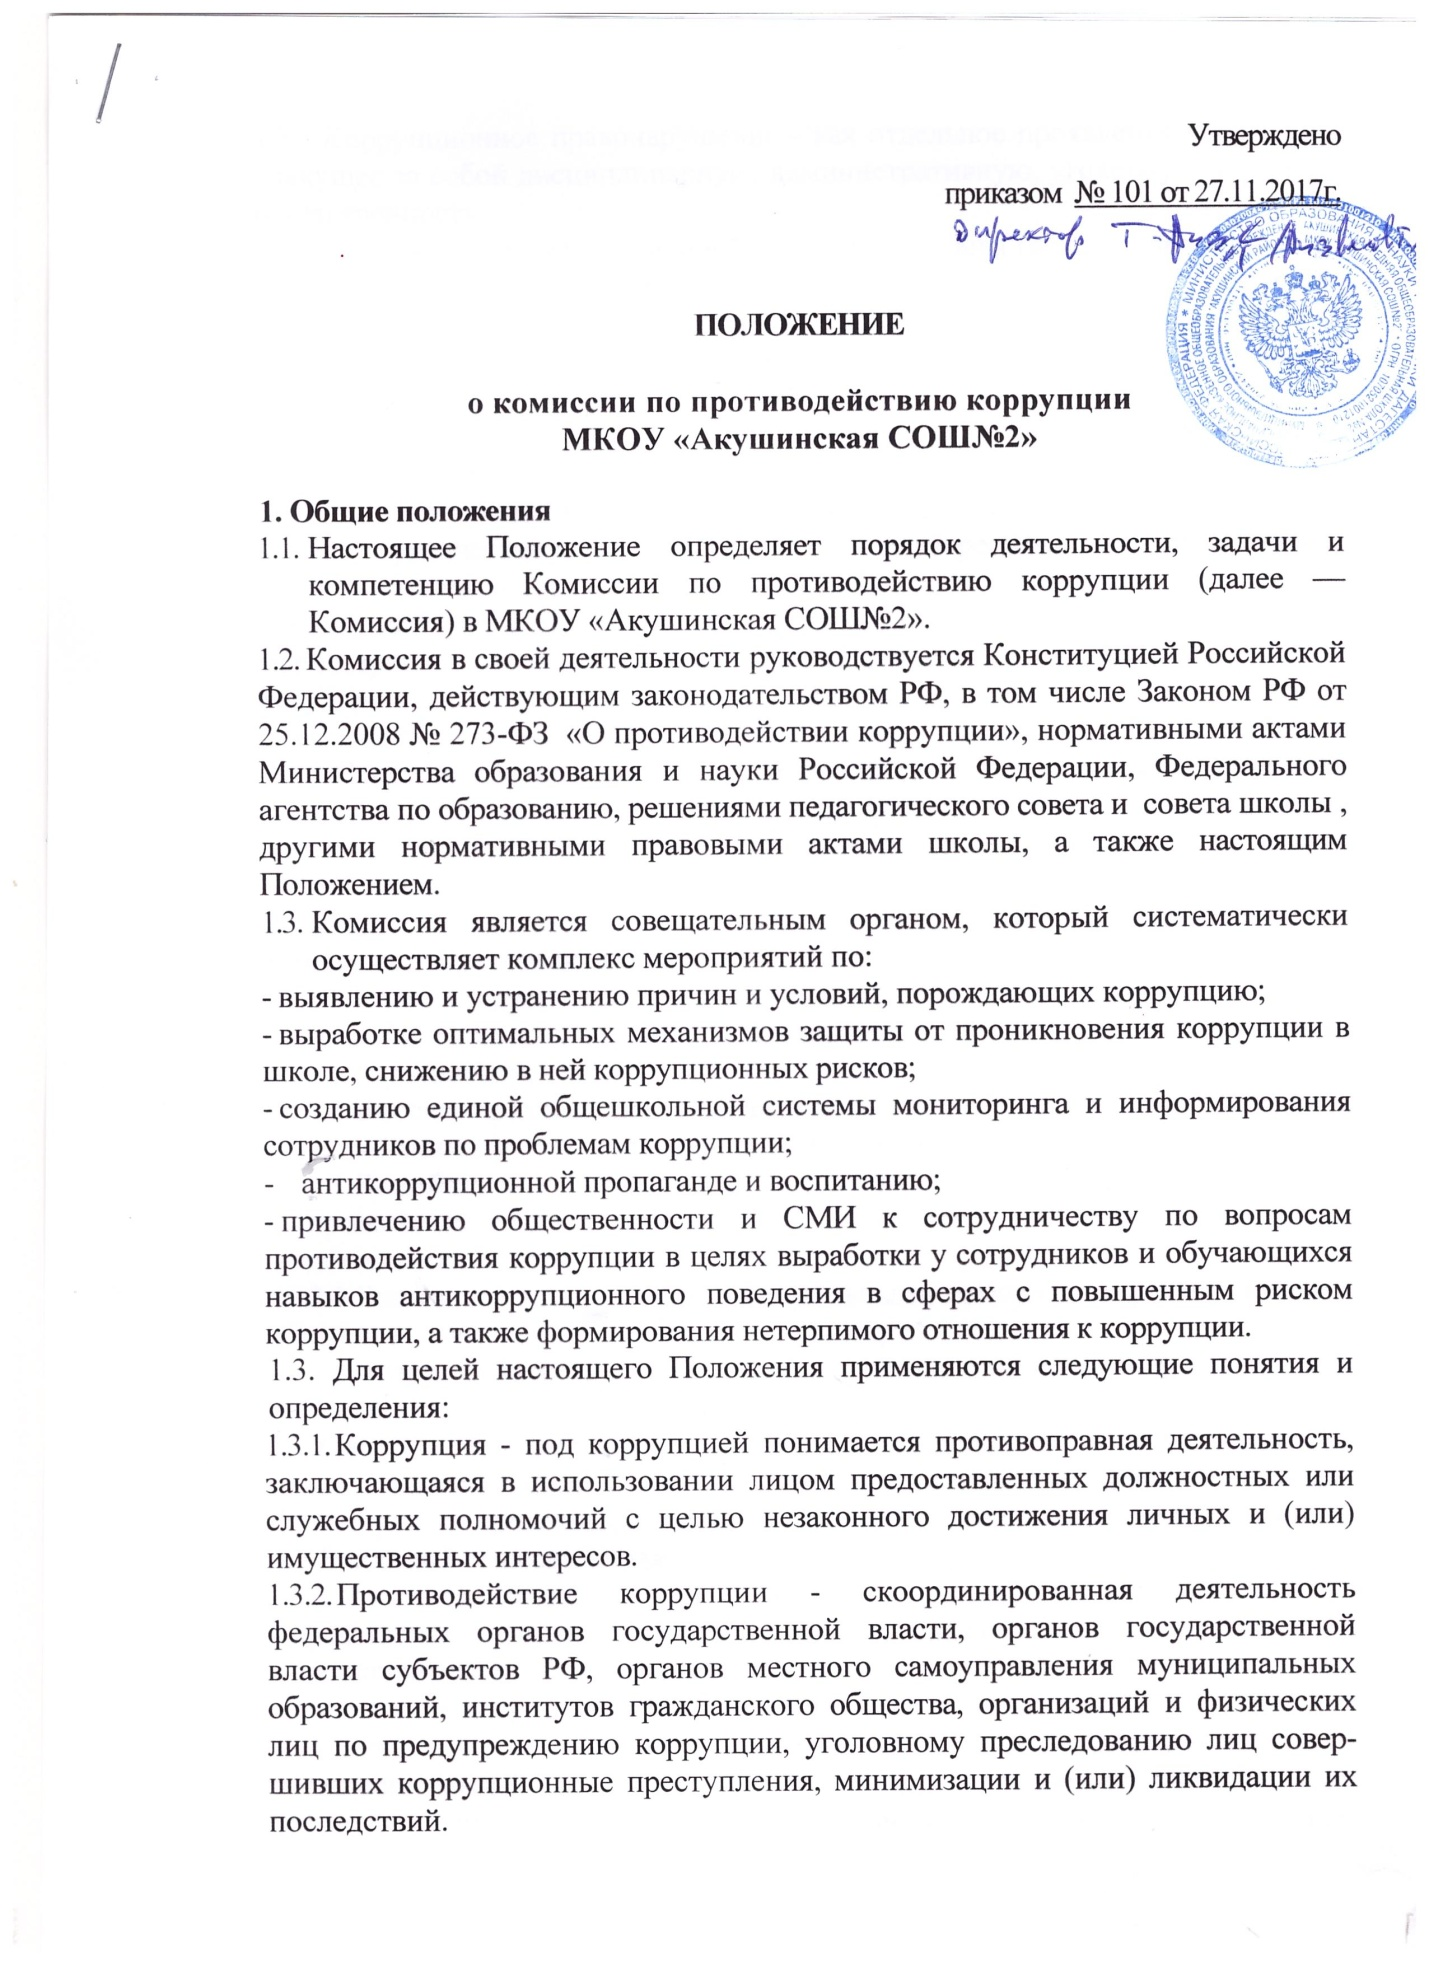 Утверждено
приказом № 101 от 27.11.2017г.
Директор
ПОЛОЖЕНИЕ
о комиссии по противодействию коррупции
МКОУ «Акушинская СОШ№2»
1. Общие положения
1.1. Настоящее Положение определяет порядок деятельности, задачи и
компетенцию Комиссии по противодействию коррупции (далее —
Комиссия) в МКОУ «Акушинская СОШ№2».
1.2. Комиссия в своей деятельности руководствуется Конституцией Российской
Федерации, действующим законодательством РФ, в том числе Законом РФ от
25.12.2008 № 273-ФЗ «О противодействии коррупции», нормативными актами
Министерства образования и науки Российской Федерации, Федерального
агентства по образованию, решениями педагогического совета и совета школы ,
другими нормативными правовыми актами школы, а также настоящим
Положением.
1.3. Комиссия является совещательным органом, который систематически
осуществляет комплекс мероприятий по:
- выявлению и устранению причин и условий, порождающих коррупцию;
- выработке оптимальных механизмов защиты от проникновения коррупции в
школе, снижению в ней коррупционных рисков;
- созданию единой общешкольной системы мониторинга и информирования
сотрудников по проблемам коррупции;
- антикоррупционной пропаганде и воспитанию;
- привлечению общественности и СМИ к сотрудничеству по вопросам
противодействия коррупции в целях выработки у сотрудников и обучающихся
навыков антикоррупционного поведения в сферах с повышенным риском
коррупции, а также формирования нетерпимого отношения к коррупции.
1.3. Для целей настоящего Положения применяются следующие понятия и
определения:
1.3.1. Коррупция - под коррупцией понимается противоправная деятельность,
заключающаяся в использовании лицом предоставленных должностных или
служебных полномочий с целью незаконного достижения личных и (или)
имущественных интересов.
1.3.2. Противодействие коррупции - скоординированная деятельность
федеральных органов государственной власти, органов государственной
власти субъектов РФ, органов местного самоуправления муниципальных
образований, институтов гражданского общества, организаций и физических
лиц по предупреждению коррупции, уголовному преследованию лиц совер-
шивших коррупционные преступления, минимизации и (или) ликвидации их
последствий.